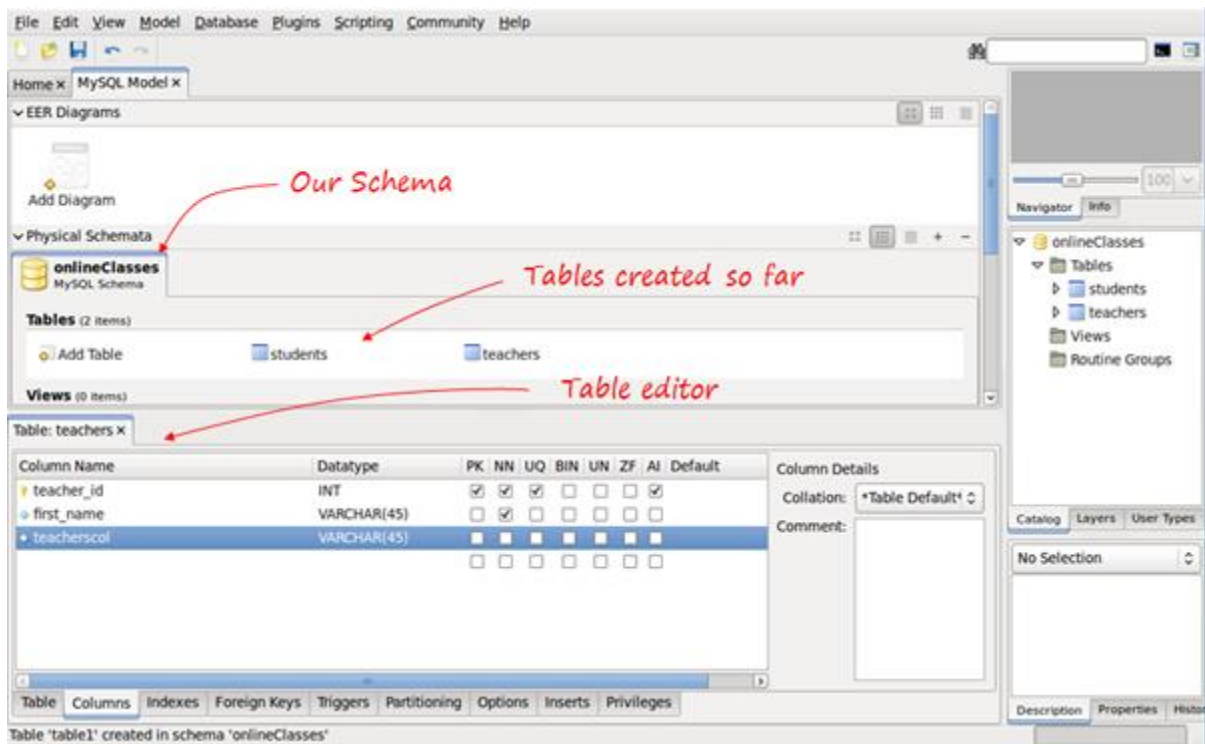 File Edit View Model Database Plugins Scripting Community Help
Home × MySQL Model ×
EER Diagrams
Add Diagram
Our Schema
100
Navigator Info
Physical Schemata
onlineClasses
MySQL Schema
Tables created so far
Tables (2 items)
Add Table students teachers
Table editor
Views (0 items)
onlineClasses
Tables
students
teachers
Views
Routine Groups
Catalog Layers User Types
Table: teachers ×
Column Name Datatype PK NN UQ BIN UN ZF AI Default
teacher_id INT
first_name VARCHAR(45)
teacherscol VARCHAR(45)
Column Details
Collation: *Table Default*
Comment:
No Selection
Table Columns Indexes Foreign Keys Triggers Partitioning Options Inserts Privileges
Description Properties Histor
Table 'table1' created in schema 'onlineClasses'